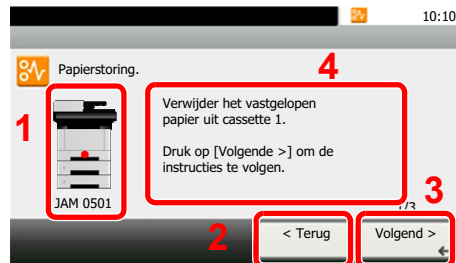 10:10
Papierstoring.
4
1
Verwijder het vastgelopen
papier uit cassette 1.
Druk op [Volgende >] om de
instructies te volgen.
JAM 0501
3
1/3
2
< Terug
Volgend >